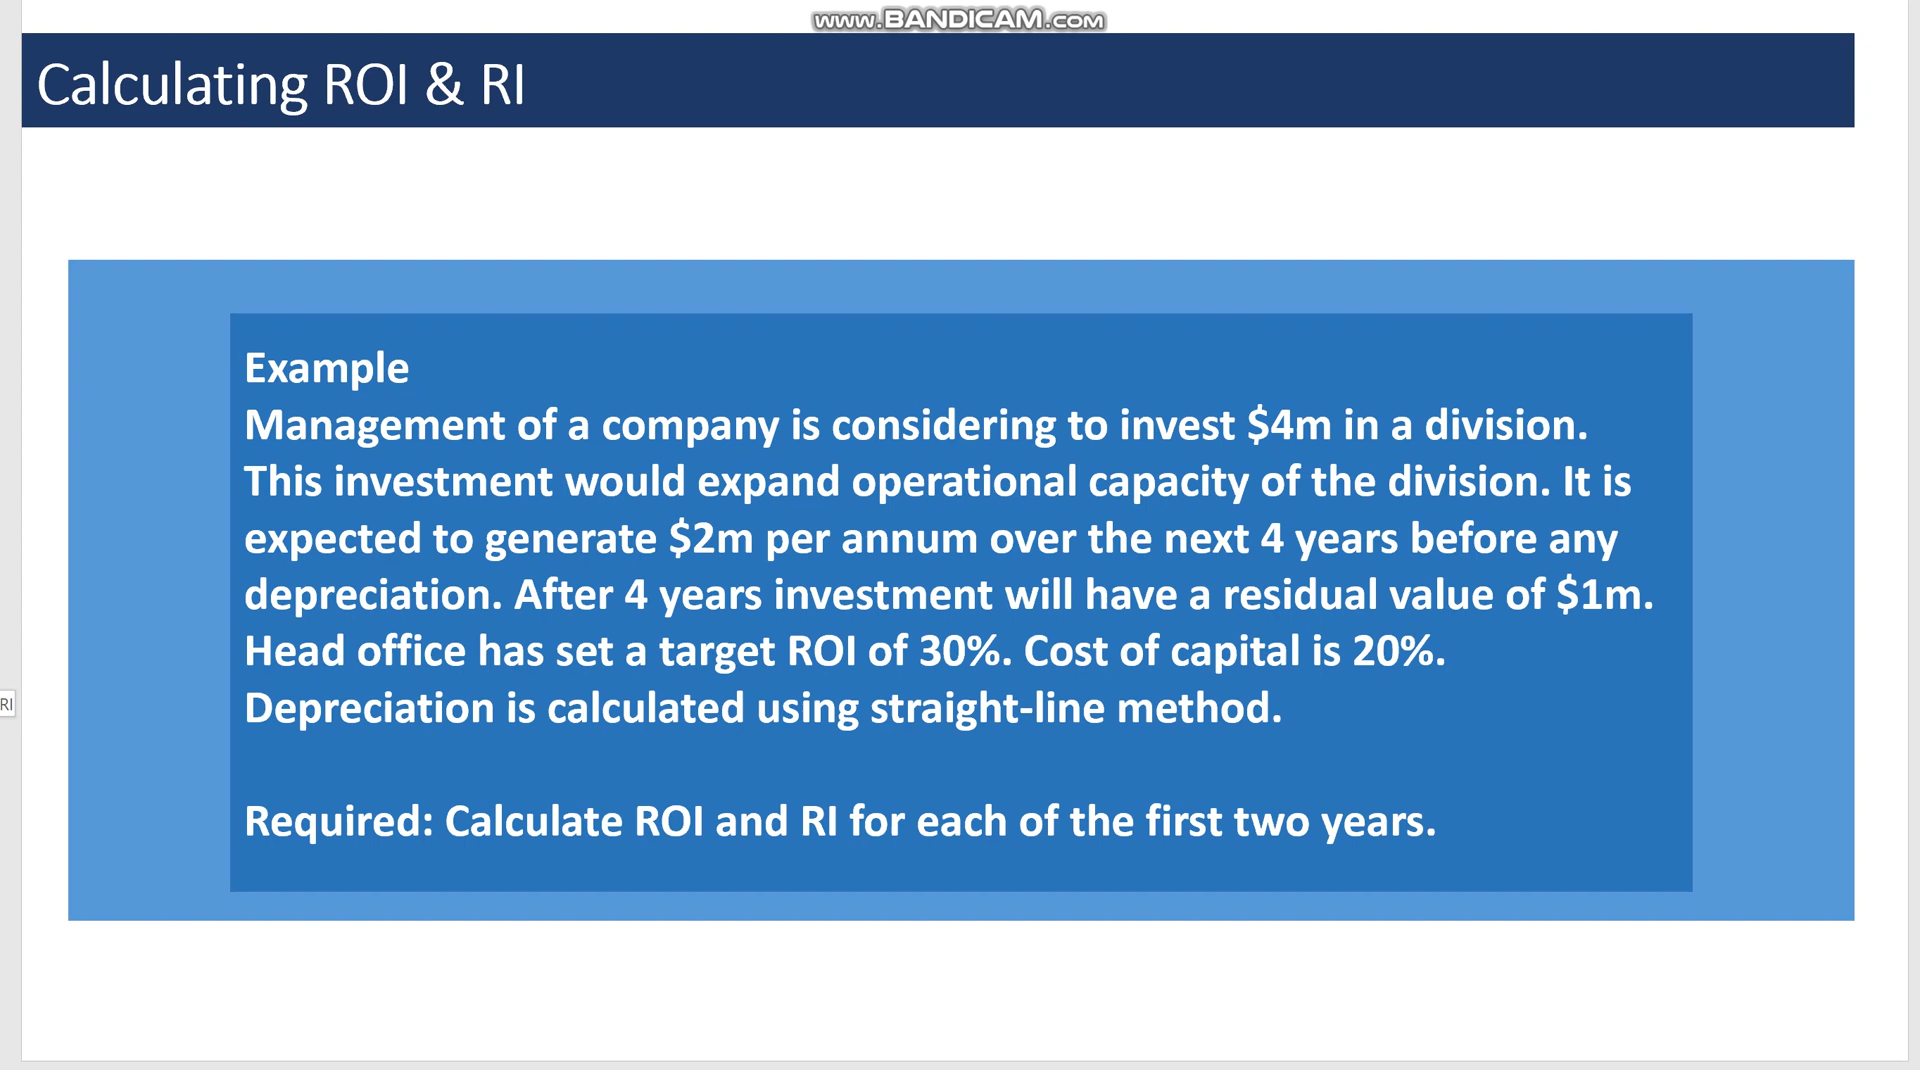 www.BANDICAM.com
Calculating ROI & RI
Example
Management of a company is considering to invest $4m in a division.
This investment would expand operational capacity of the division. It is
expected to generate $2m per annum over the next 4 years before any
depreciation. After 4 years investment will have a residual value of $1m.
Head office has set a target ROI of 30%. Cost of capital is 20%.
RI
Depreciation is calculated using straight-line method.
Required: Calculate ROI and RI for each of the first two years.